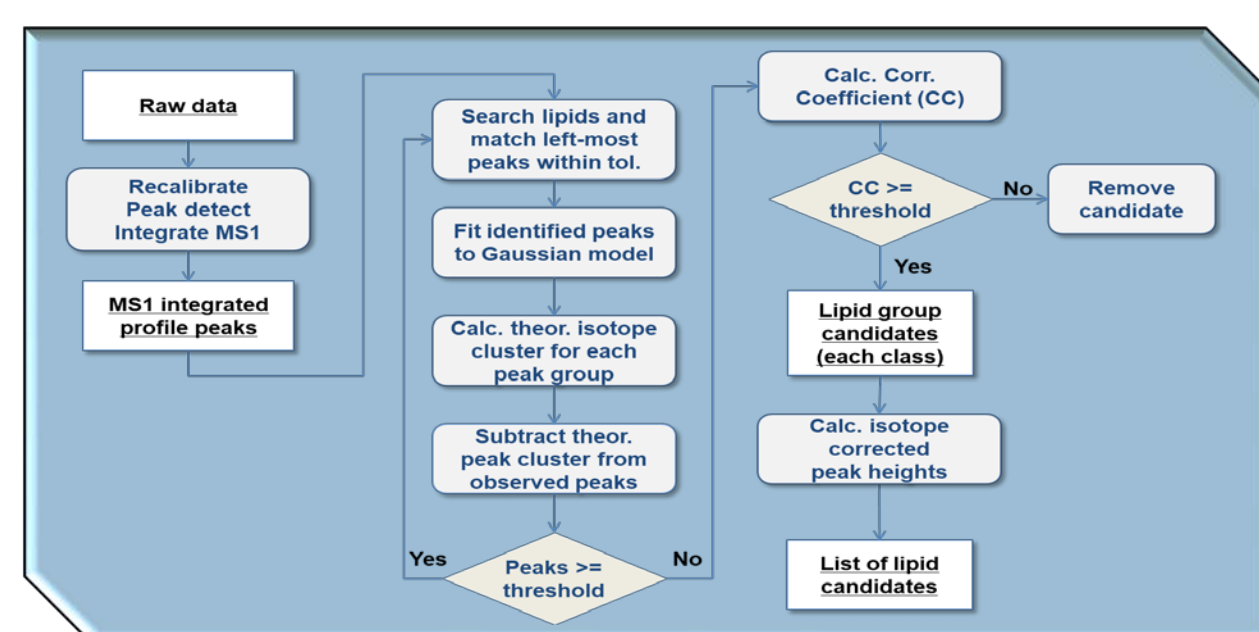 Raw data
Recalibrate
Peak detect
Integrate MS1
MS1 integrated
profile peaks
Search lipids and
match left-most
peaks within tol.
Fit identified peaks
to Gaussian model
Calc. theor. isotope
cluster for each
peak group
Subtract theor.
peak cluster from
observed peaks
Peaks >=
threshold
Yes
No
Calc. Corr.
Coefficient (CC)
CC >=
threshold
No
Remove
candidate
Yes
Lipid group
candidates
(each class)
Calc. isotope
corrected
peak heights
List of lipid
candidates